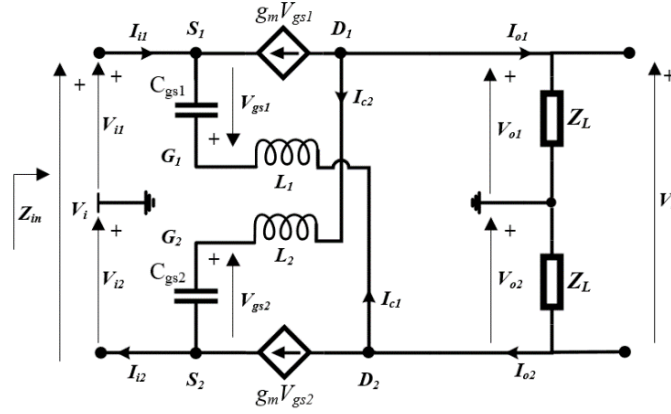 I_i1 S_1 g_mV_gs1 D_1 I_o1
+ + C_gs1 V_gs1 I_c2 + Z_L +
V_i1 + V_o1
G_1 L_1
Z_in V_i V
+ G_2 +
V_i2 L_2
C_gs2 + V_gs2 I_c1 V_o2 Z_L
I_i2 S_2 g_mV_gs2 D_2 I_o2